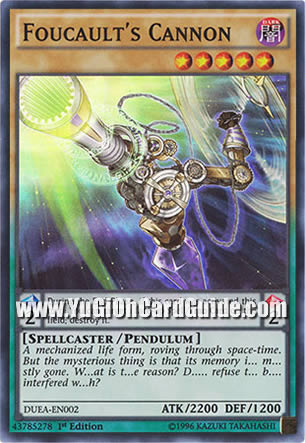 FOUCAULT'S CANNON
DARK
闇
www.YuGiOhCardGuide.com
2
2
field; destroy it.
[SPELLCASTER / PENDULUM ]
A mechanized life form, roving through space-time.
But the mysterious thing is that its memory i... m...
stly gone. W...at is t...e reason? D..... refuse t... b....
interfered w...h?
DUEA-EN002
ATK/2200 DEF/1200
43785278
1st Edition
©1996 KAZUKI TAKAHASHI